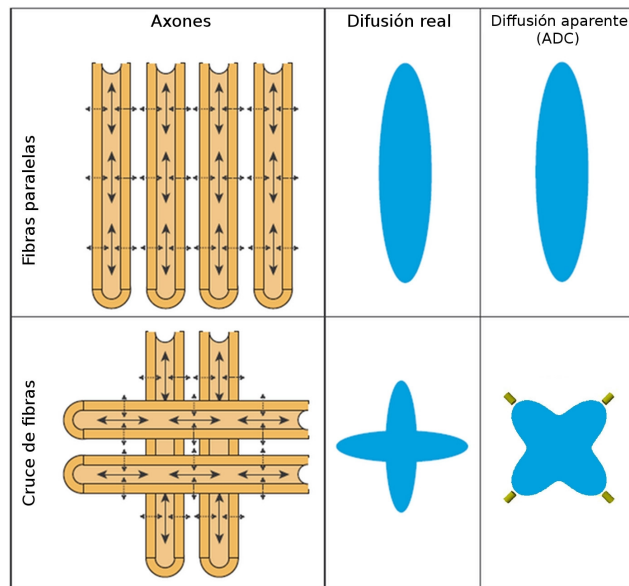 Axones
Difusión real
Diffusión aparente
(ADC)
Fibras paralelas
Cruce de fibras